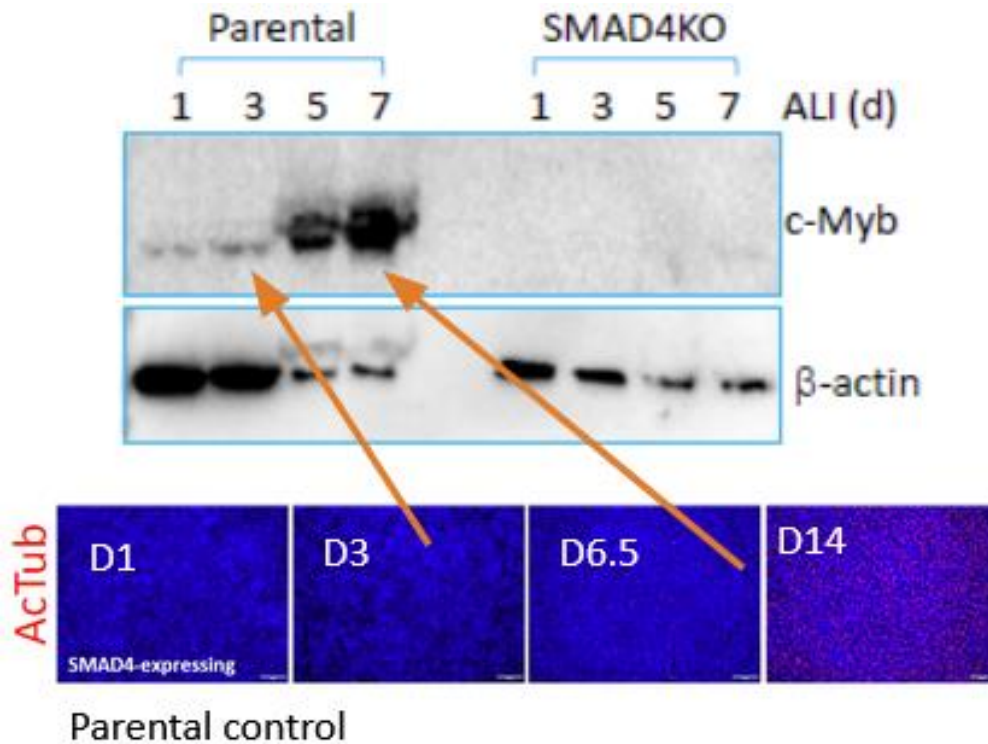 Parental SMAD4KO
1 3 5 7 1 3 5 7 ALI (d)
c-Myb
β-actin
AcTub
D1 D3 D6.5 D14
SMAD4-expressing
Parental control